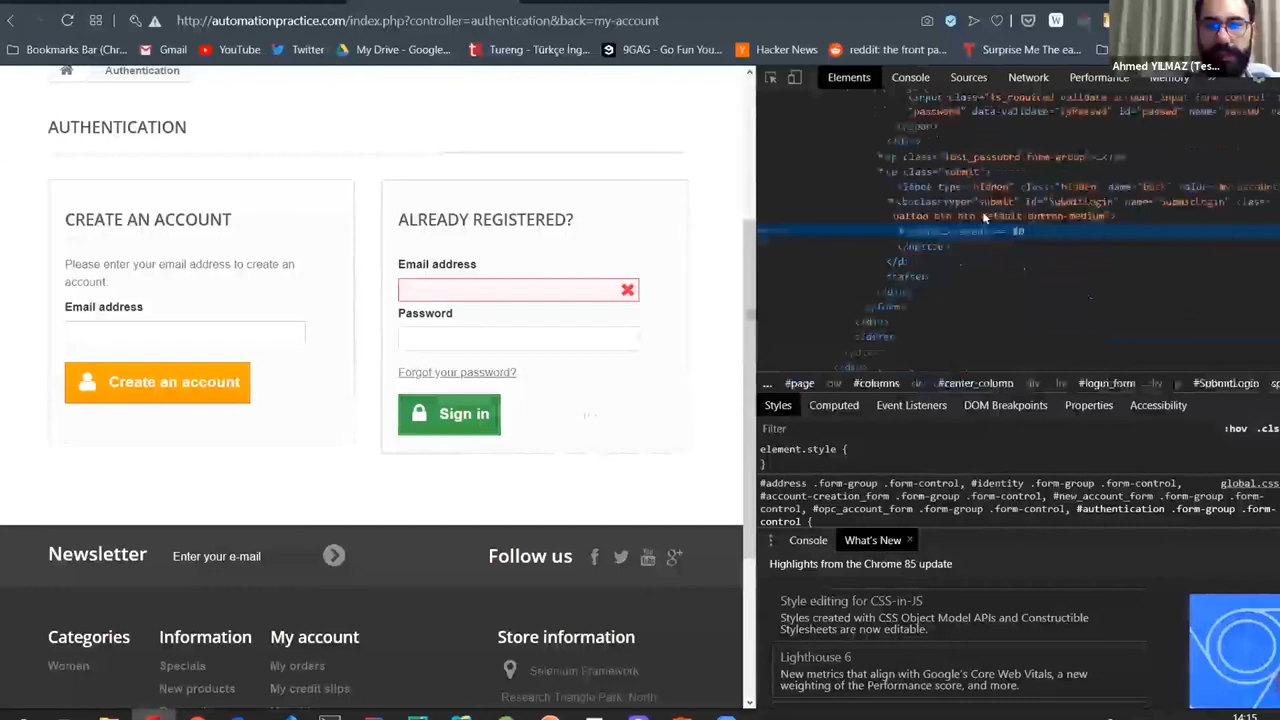 http://automationpractice.com/index.php?controller=authentication&back=my-account
Bookmarks Bar (Chr... Gmail YouTube Twitter My Drive - Google... Tureng - Türkçe İng... 9GAG - Go Fun You... Hacker News reddit: the front pa... Surprise Me The ea...
Ahmed YILMAZ (Tes...
Authentication
AUTHENTICATION
CREATE AN ACCOUNT
Please enter your email address to create an
account.
Email address
Create an account
ALREADY REGISTERED?
Email address
Password
Forgot your password?
Sign in
Newsletter Enter your e-mail
Follow us
Categories
Women
Information
Specials
New products
My account
My orders
My credit slips
Store information
Selenium Framework
Research Triangle Park, North
Elements Console Sources Network Performance Memory
... #page #columns #center_column div div #login_form div
Styles Computed Event Listeners DOM Breakpoints Properties Accessibility
Filter :hov .cls
element.style {
}
#address .form-group .form-control, #identity .form-group .form-control, global.css
#account-creation_form .form-group .form-control, #new_account_form .form-group .form-
control, #opc_account_form .form-group .form-control, #authentication .form-group .form-
control {
Console What's New ×
Highlights from the Chrome 85 update
Style editing for CSS-in-JS
Styles created with CSS Object Model APIs and Constructible
Stylesheets are now editable.
Lighthouse 6
New metrics that align with Google's Core Web Vitals, a new
weighting of the Performance score, and more.
14:15